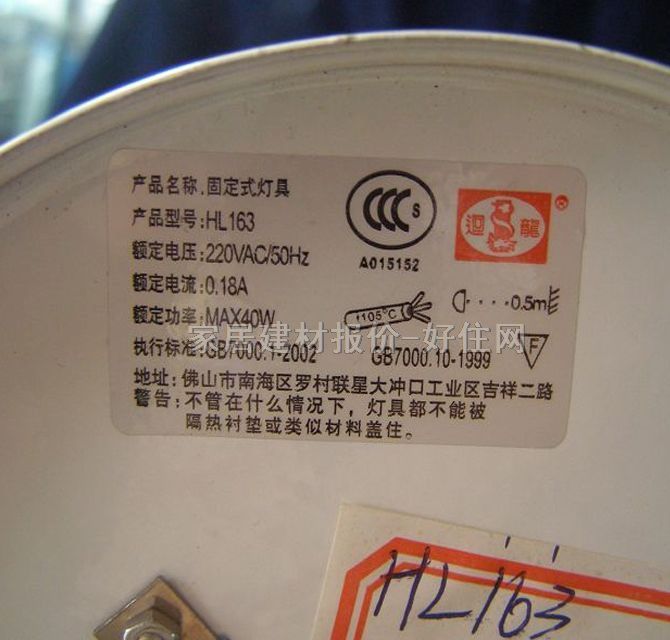 产品名称:固定式灯具
产品型号:HL163
额定电压:220VAC/50Hz
额定电流:0.18A
额定功率:MAX40W
执行标准:GB7000.1-2002 GB7000.10-1999
地址:佛山市南海区罗村联星大冲口工业区吉祥二路
警告:不管在什么情况下,灯具都不能被
隔热衬垫或类似材料盖住。
CCC S
A015152
迴龍®
t105°C
0.5m
F
家居建材报价-好住网
HL163